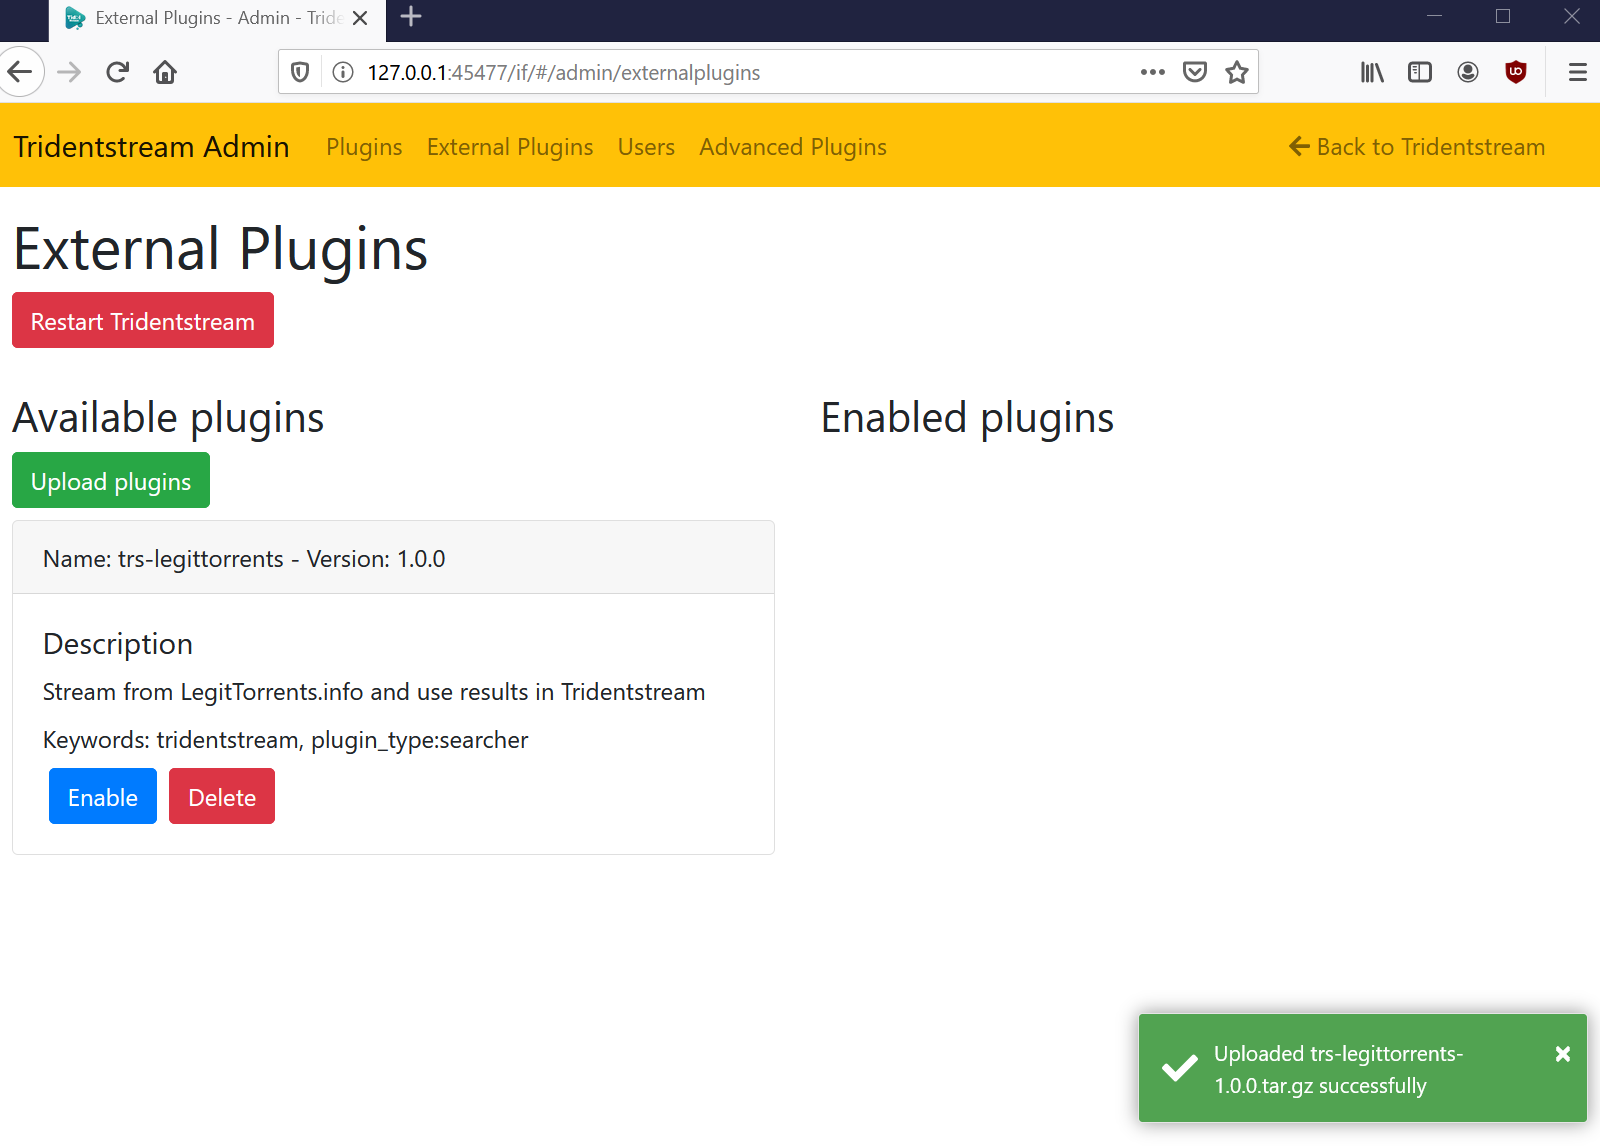 External Plugins - Admin - Tride
127.0.0.1:45477/if/#/admin/externalplugins
Tridentstream Admin Plugins External Plugins Users Advanced Plugins Back to Tridentstream
External Plugins
Restart Tridentstream
Available plugins
Enabled plugins
Upload plugins
Name: trs-legittorrents - Version: 1.0.0
Description
Stream from LegitTorrents.info and use results in Tridentstream
Keywords: tridentstream, plugin_type:searcher
Enable Delete
Uploaded trs-legittorrents-
1.0.0.tar.gz successfully